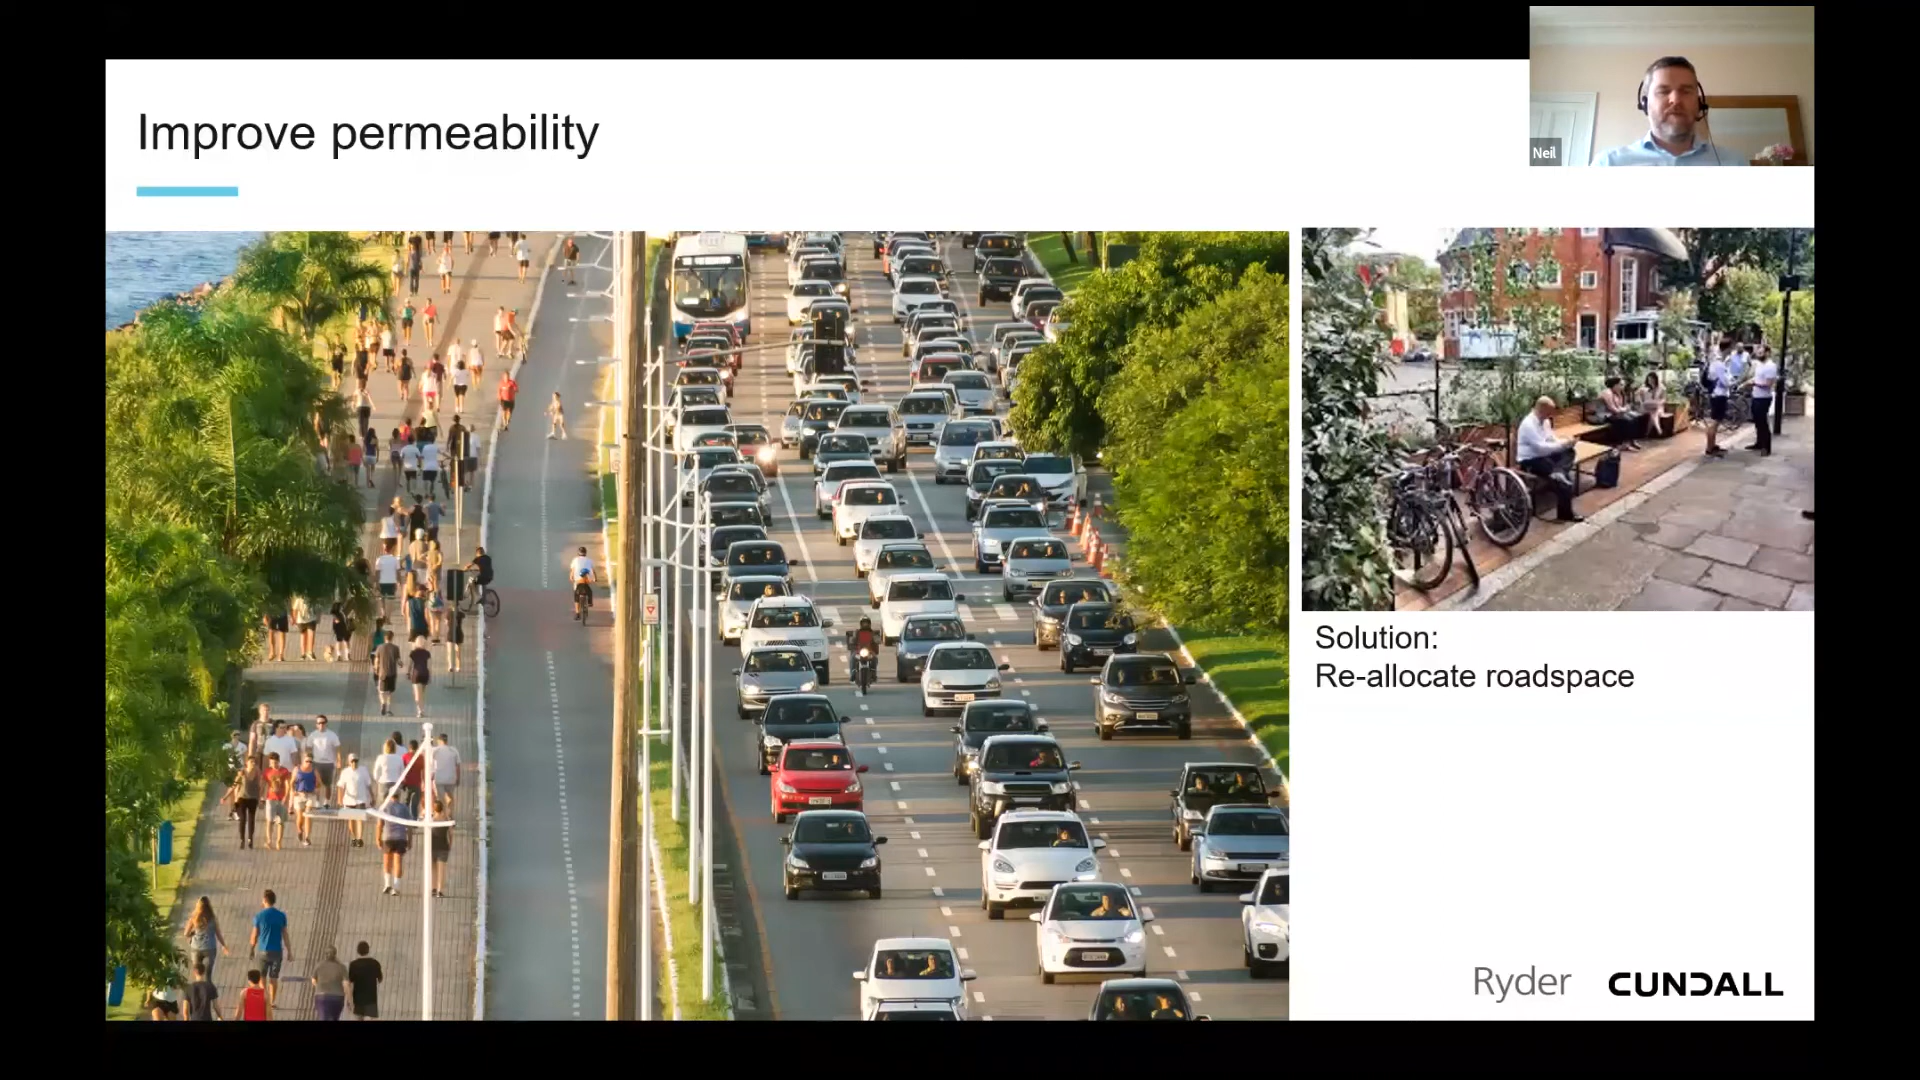 Improve permeability
Neil
Solution:
Re-allocate roadspace
Ryder CUNDALL